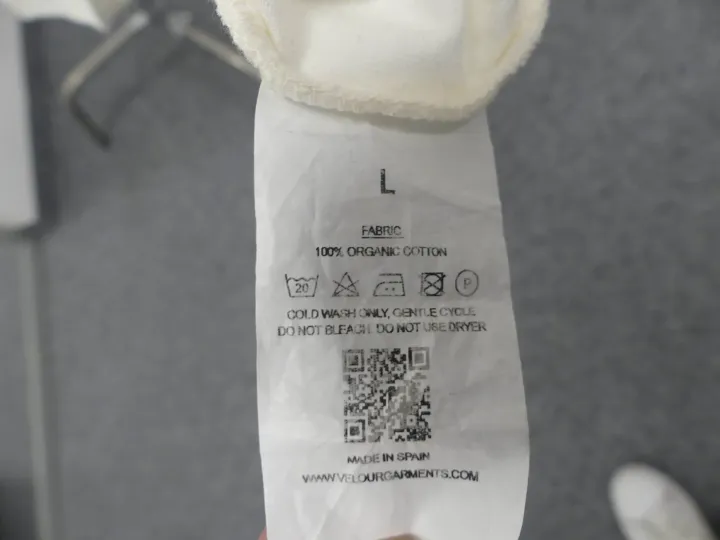 L
FABRIC
100% ORGANIC COTTON
20 P
COLD WASH ONLY, GENTLE CYCLE
DO NOT BLEACH. DO NOT USE DRYER
MADE IN SPAIN
WWW.VELOURGARMENTS.COM